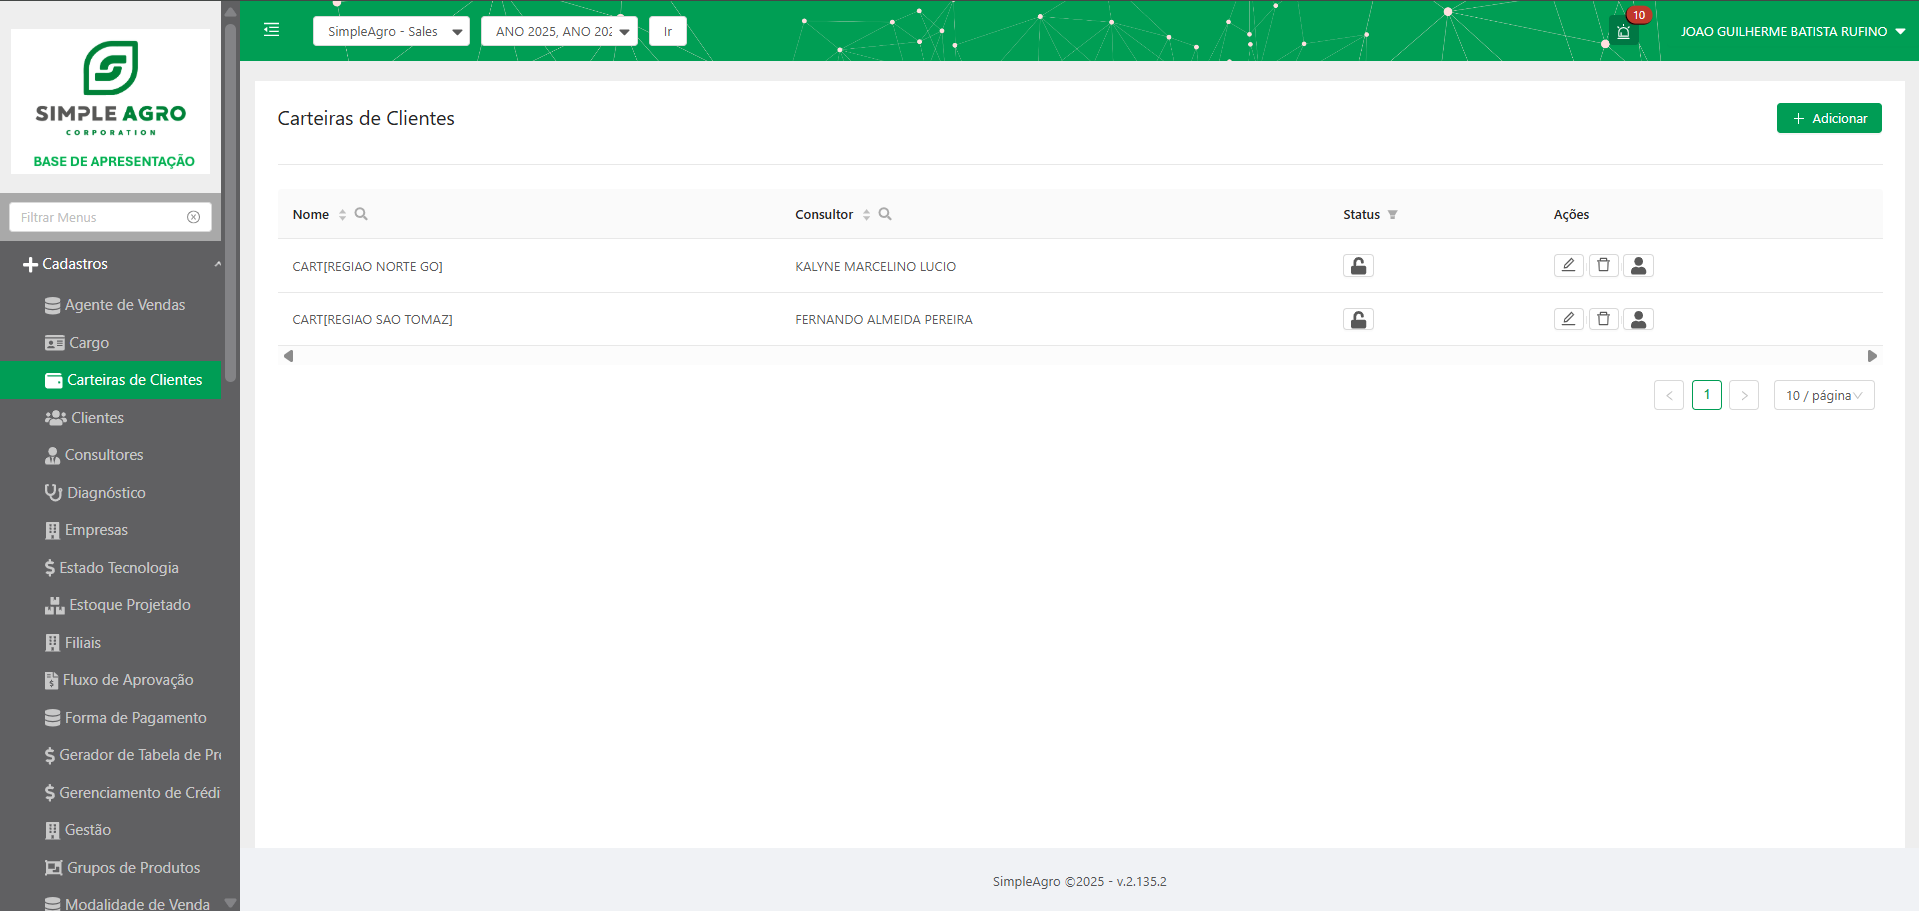 SIMPLE AGRO
CORPORATION
BASE DE APRESENTAÇÃO
Filtrar Menus
Cadastros
Agente de Vendas
Cargo
Carteiras de Clientes
Clientes
Consultores
Diagnóstico
Empresas
Estado Tecnologia
Estoque Projetado
Filiais
Fluxo de Aprovação
Forma de Pagamento
Gerador de Tabela de Pre
Gerenciamento de Crédi
Gestão
Grupos de Produtos
Modalidade de Venda
SimpleAgro - Sales
ANO 2025, ANO 202
Ir
10
JOAO GUILHERME BATISTA RUFINO
Carteiras de Clientes
+ Adicionar
Nome Consultor Status Ações
CART[REGIAO NORTE GO] KALYNE MARCELINO LUCIO
CART[REGIAO SAO TOMAZ] FERNANDO ALMEIDA PEREIRA
< 1 > 10 / página
SimpleAgro ©2025 - v.2.135.2